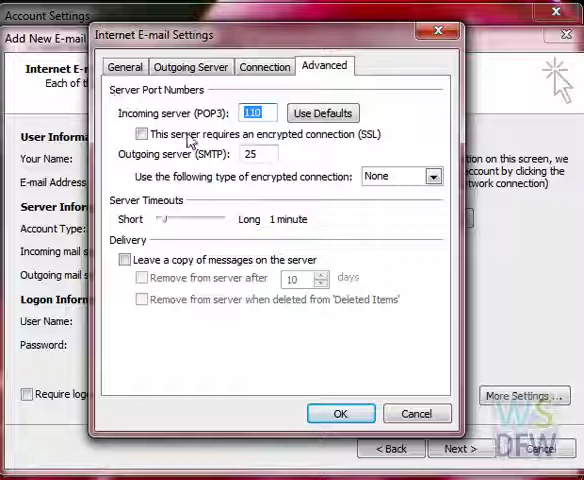 Account Settings
Add New E-mail
Internet E-mail Settings
General
Outgoing Server
Connection
Advanced
Internet E-
Each of
Server Port Numbers
Incoming server (POP3):
110
Use Defaults
This server requires an encrypted connection (SSL)
Outgoing server (SMTP):
25
Use the following type of encrypted connection:
None
Server Timeouts
Short
Long
1 minute
Delivery
Leave a copy of messages on the server
Remove from server after
10
days
Remove from server when deleted from 'Deleted Items'
OK
Cancel
User Informa
Your Name:
E-mail Address
Server Infor
Account Type:
Incoming mail s
Outgoing mail s
Logon Inform
User Name:
Password:
Require log
tion on this screen, we
account by clicking the
twork connection)
More Settings ...
< Back
Next >
Cancel
WS
DFW